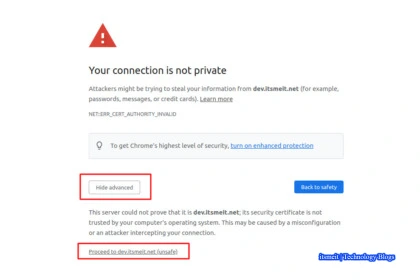 Your connection is not private
Attackers might be trying to steal your information from dev.itsmeit.net (for example,
passwords, messages, or credit cards). Learn more
NET::ERR_CERT_AUTHORITY_INVALID
To get Chrome's highest level of security, turn on enhanced protection
Hide advanced
Back to safety
This server could not prove that it is dev.itsmeit.net; its security certificate is not
trusted by your computer's operating system. This may be caused by a misconfiguration
or an attacker intercepting your connection.
Proceed to dev.itsmeit.net (unsafe)
itsmeit |Technology Blogs